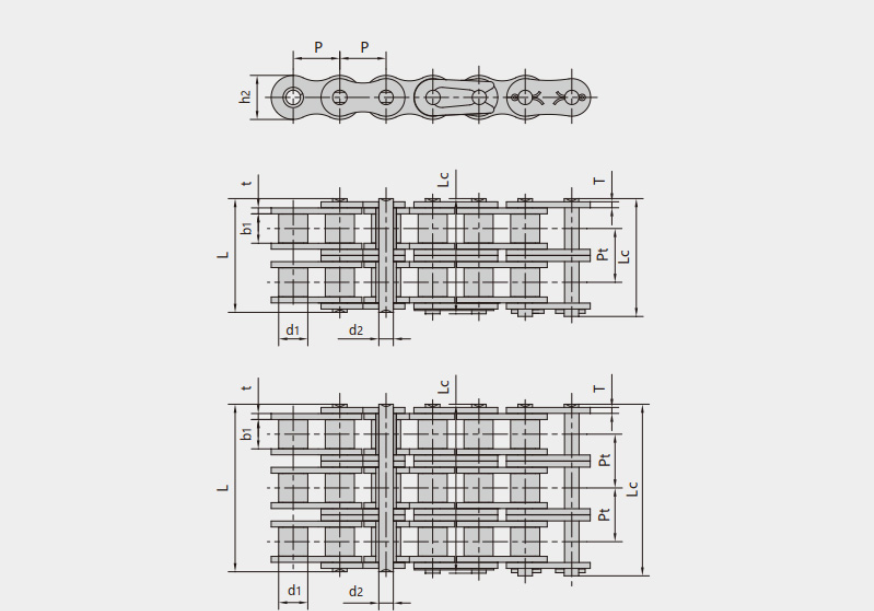 P P
h2
t Lc T
b1 L Pt Lc
d1 d2
t Lc T
b1 Pt
L Lc
Pt
d1 d2